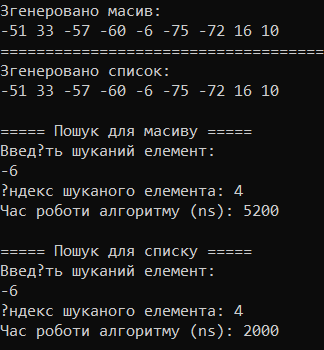 Згенеровано масив:
-51 33 -57 -60 -6 -75 -72 16 10
====================================
Згенеровано список:
-51 33 -57 -60 -6 -75 -72 16 10
===== Пошук для масиву =====
Введ?ть шуканий елемент:
-6
?ндекс шуканого елемента: 4
Час роботи алгоритму (ns): 5200
===== Пошук для списку =====
Введ?ть шуканий елемент:
-6
?ндекс шуканого елемента: 4
Час роботи алгоритму (ns): 2000